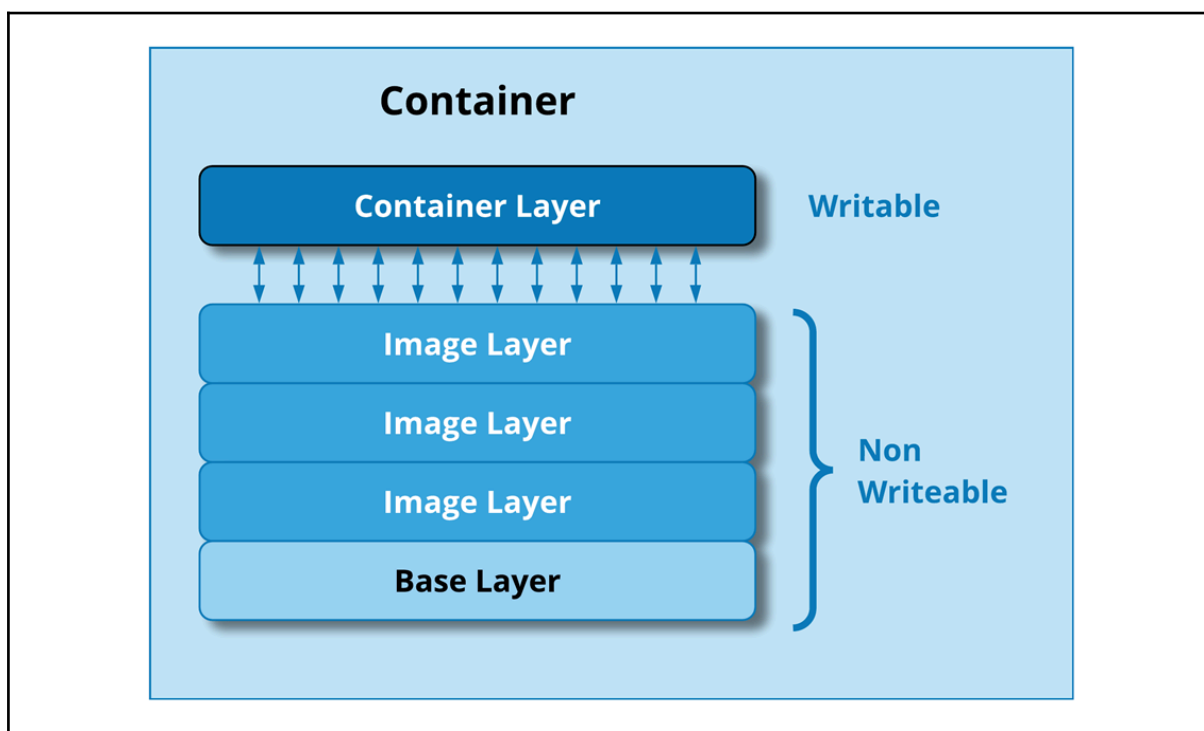 Container
Container Layer
Writable
Image Layer
Image Layer
Image Layer
Base Layer
Non
Writeable